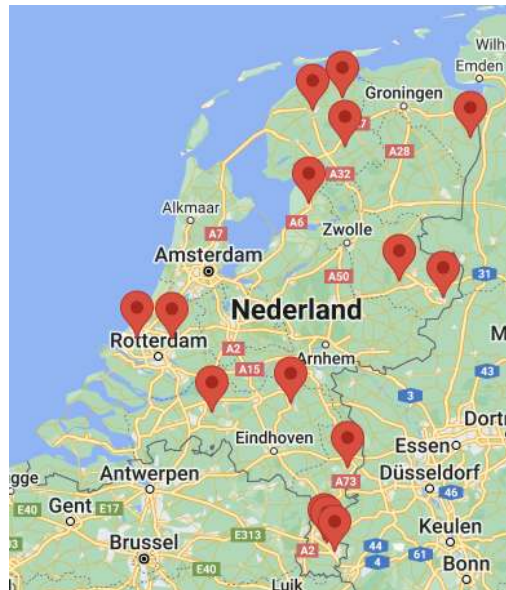 Wilh
Emden
Groningen
A7
A28
A32
Alkmaar
A6
A7
Zwolle
Amsterdam
A50
31
Nederland
M
Rotterdam
A2
Arnhem
43
A15
3
Dortm
Eindhoven
Essen
Antwerpen
A73
Düsseldorf
gge
Gent
E40
E17
46
E313
Keulen
Brussel
A2
44
61
4
Bonn
E40
Luik